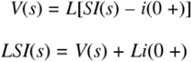 V(s) = L[SI(s) − i(0 +)]
LSI(s) = V(s) + Li(0 +)